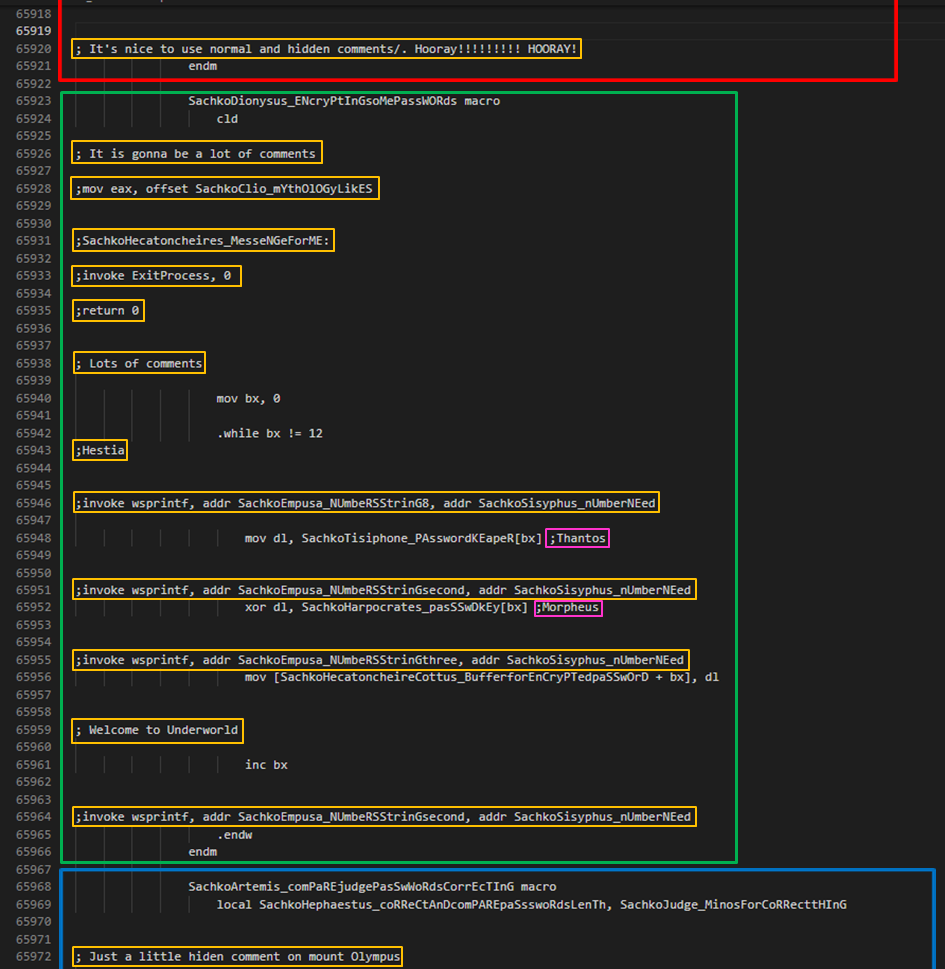 65918
65919
65920 ; It's nice to use normal and hidden comments/. Hooray!!!!!!!!! HOORAY!
65921 endm
65922
65923 SachkoDionysus_ENcryPtInGsoMePassWORds macro
65924 cld
65925
65926 ; It is gonna be a lot of comments
65927
65928 ;mov eax, offset SachkoClio_mYthOlOGyLikES
65929
65930
65931 ;SachkoHecatoncheires_MesseNGeForME:
65932
65933 ;invoke ExitProcess, 0
65934
65935 ;return 0
65936
65937
65938 ; Lots of comments
65939
65940 mov bx, 0
65941
65942 .while bx != 12
65943 ;Hestia
65944
65945
65946 ;invoke wsprintf, addr SachkoEmpusa_NUmbeRSStrinG8, addr SachkoSisyphus_nUmberNEed
65947
65948 mov dl, SachkoTisiphone_PAsswordKEapeR[bx] ;Thantos
65949
65950
65951 ;invoke wsprintf, addr SachkoEmpusa_NUmbeRSStrinGsecond, addr SachkoSisyphus_nUmberNEed
65952 xor dl, SachkoHarpocrates_pasSSwDkEy[bx] ;Morpheus
65953
65954
65955 ;invoke wsprintf, addr SachkoEmpusa_NUmbeRSStrinGthree, addr SachkoSisyphus_nUmberNEed
65956 mov [SachkoHecatoncheireCottus_BufferforEnCryPTedpaSSwOrD + bx], dl
65957
65958
65959 ; Welcome to Underworld
65960
65961 inc bx
65962
65963
65964 ;invoke wsprintf, addr SachkoEmpusa_NUmbeRSStrinGsecond, addr SachkoSisyphus_nUmberNEed
65965 .endw
65966 endm
65967
65968 SachkoArtemis_comPaREjudgePasSwWoRdsCorrEcTInG macro
65969 local SachkoHephaestus_coRReCtAnDcomPAREpaSsswoRdsLenTh, SachkoJudge_MinosForCoRRecttHInG
65970
65971
65972 ; Just a little hiden comment on mount Olympus